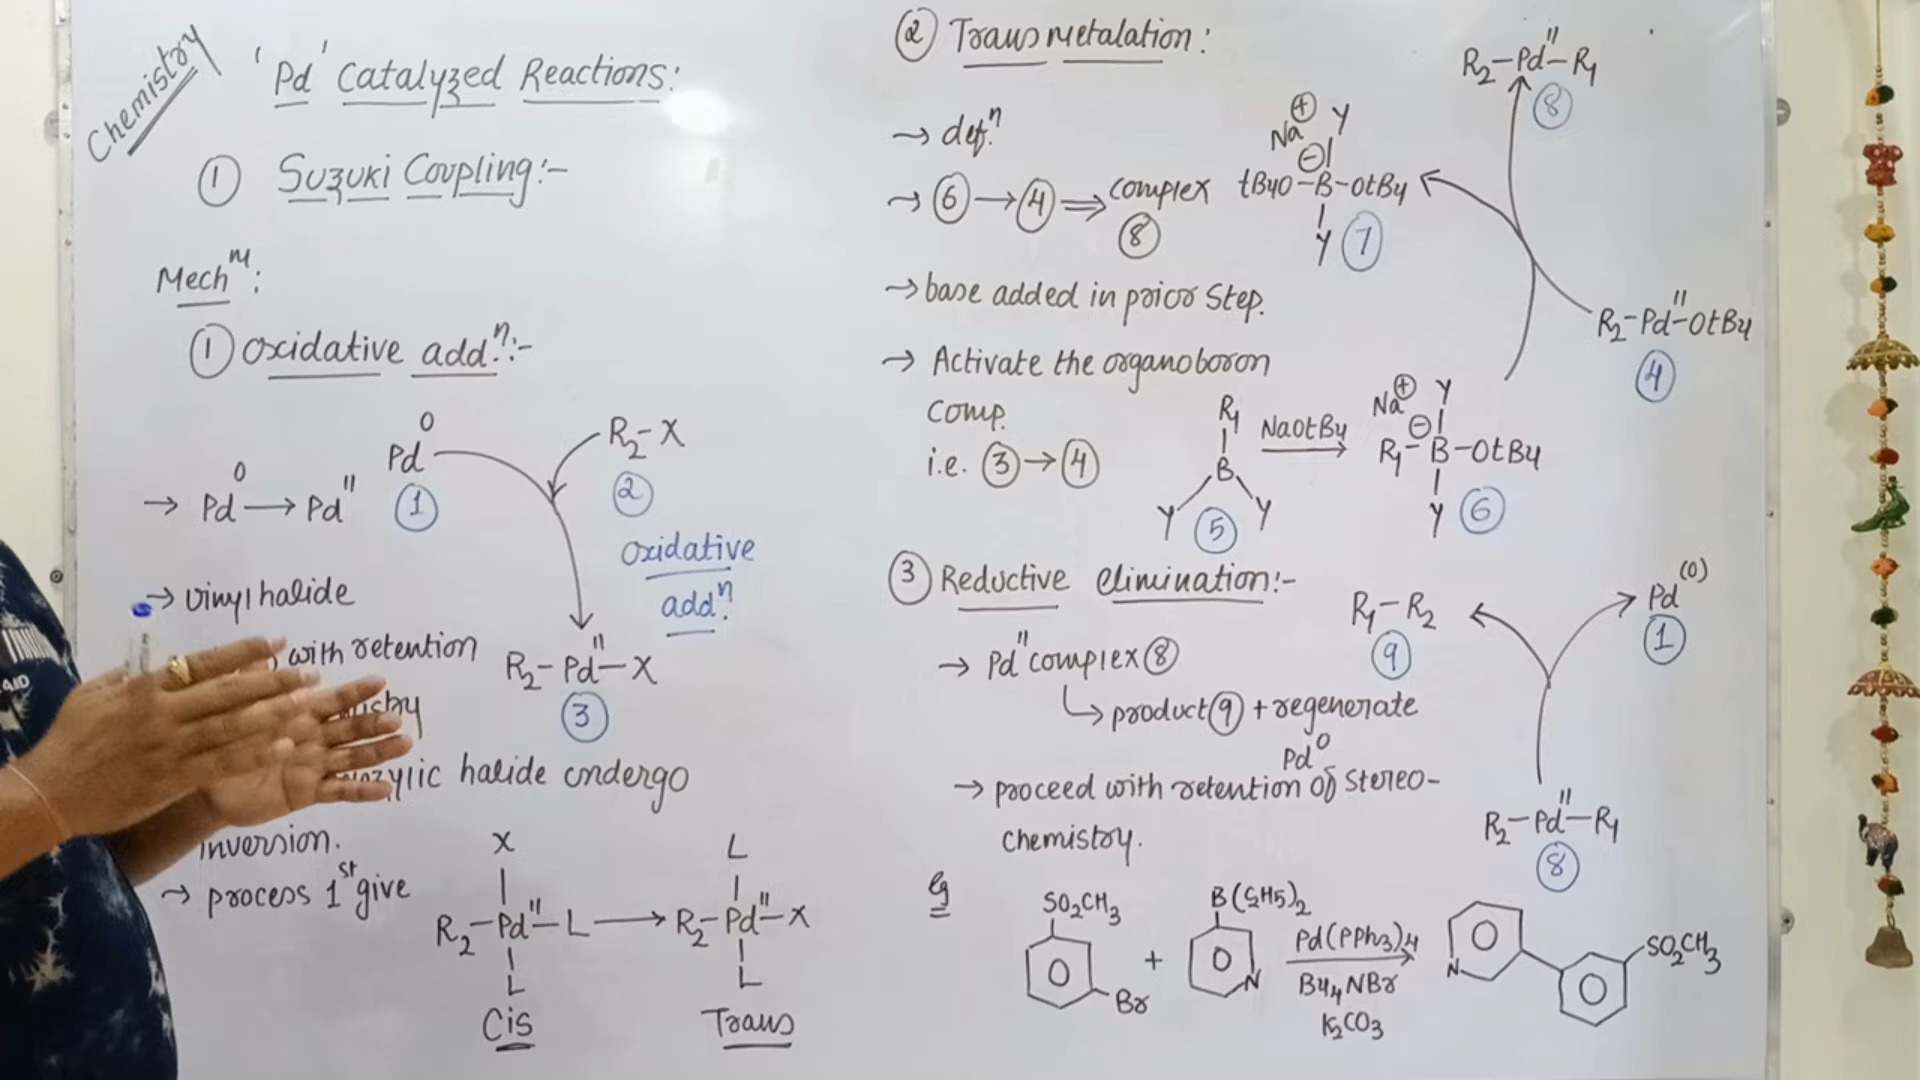 Chemistry
'Pd' Catalyzed Reactions:
① Suzuki Coupling:-
Mechᵐ:
① Oxidative addⁿ:-
Pd⁰
①
R₂-X
②
→ Pd⁰ → Pdᴵᴵ
Oxidative
addⁿ.
→ vinyl halide
with retention
R₂-Pdᴵᴵ-X
③
halide undergo
inversion.
→ process 1ˢᵗ give
X
R₂-Pdᴵᴵ-L → R₂-Pdᴵᴵ-X
L
L
L
Cis
Trans
② Transmetalation:
→ defⁿ
→ ⑥ → ④ ⇒ complex
⑧
→ base added in prior step.
→ Activate the organoboron
comp.
i.e. ③ → ④
R₂-Pdᴵᴵ-R₁
⑧
Na⊕ Y
⊖
tBuO-B-OtBu
Y ⑦
R₂-Pdᴵᴵ-OtBu
④
R₁
B
Y Y
⑤
NaOtBu
Na⊕ Y
⊖
R₁-B-OtBu
Y ⑥
③ Reductive elimination:-
→ Pdᴵᴵ complex ⑧
↳ product ⑨ + regenerate
Pd⁰
→ proceed with retention of stereo-
chemistry.
R₁-R₂
⑨
Pd⁽⁰⁾
①
R₂-Pdᴵᴵ-R₁
⑧
eg
SO₂CH₃
Br
+
B(C₂H₅)₂
N
Pd(PPh₃)₄
Bu₄NBr
K₂CO₃
N
SO₂CH₃